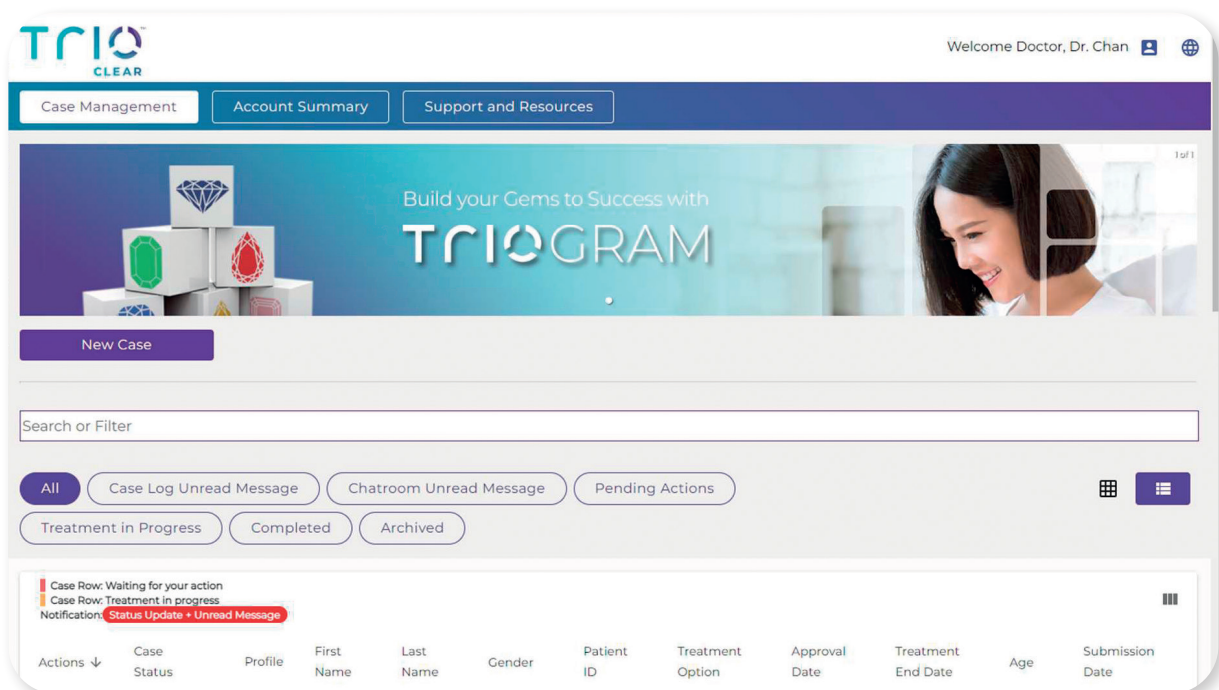 TRIO™
CLEAR
Welcome Doctor, Dr. Chan
Case Management
Account Summary
Support and Resources
1 of 1
Build your Gems to Success with
TRIOGRAM
New Case
Search or Filter
All
Case Log Unread Message
Chatroom Unread Message
Pending Actions
Treatment in Progress
Completed
Archived
Case Row: Waiting for your action
Case Row: Treatment in progress
Notification: Status Update + Unread Message
Actions
Case
Status
Profile
First
Name
Last
Name
Gender
Patient
ID
Treatment
Option
Approval
Date
Treatment
End Date
Age
Submission
Date